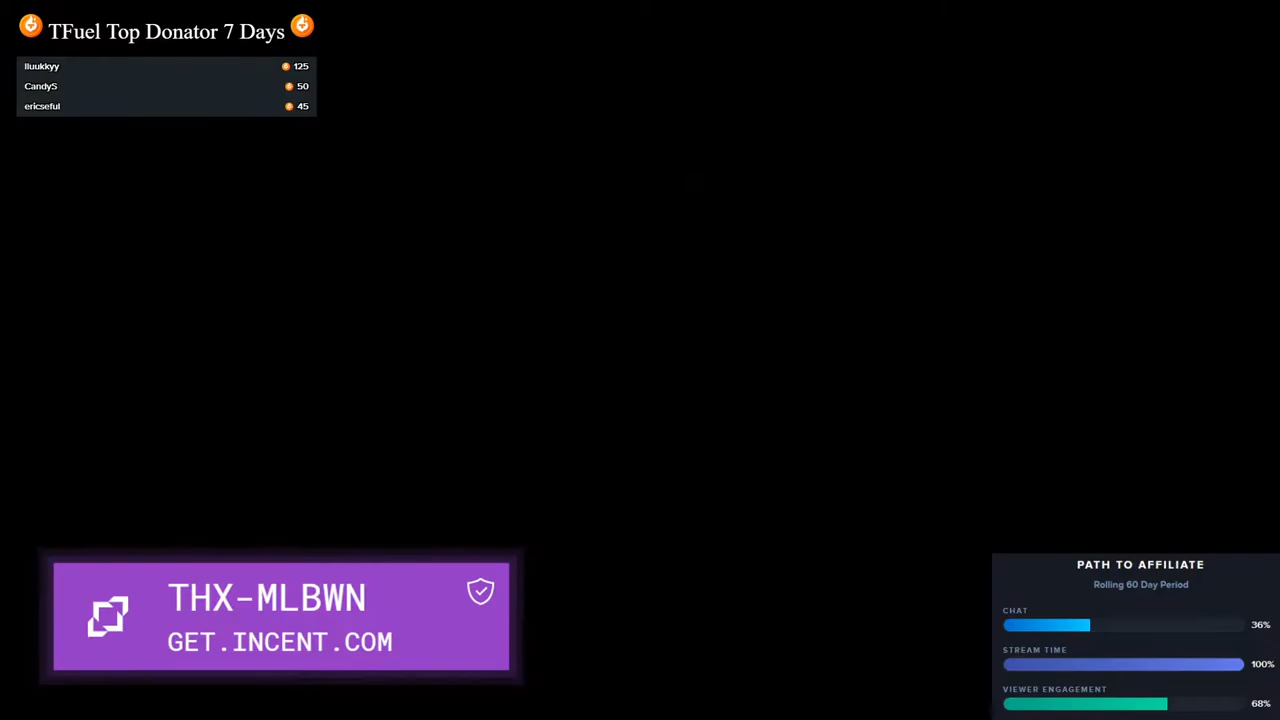 TFuel Top Donator 7 Days
lluukkyy 125
CandyS 50
ericseful 45
THX-MLBWN
GET.INCENT.COM
PATH TO AFFILIATE
Rolling 60 Day Period
CHAT
36%
STREAM TIME
100%
VIEWER ENGAGEMENT
68%